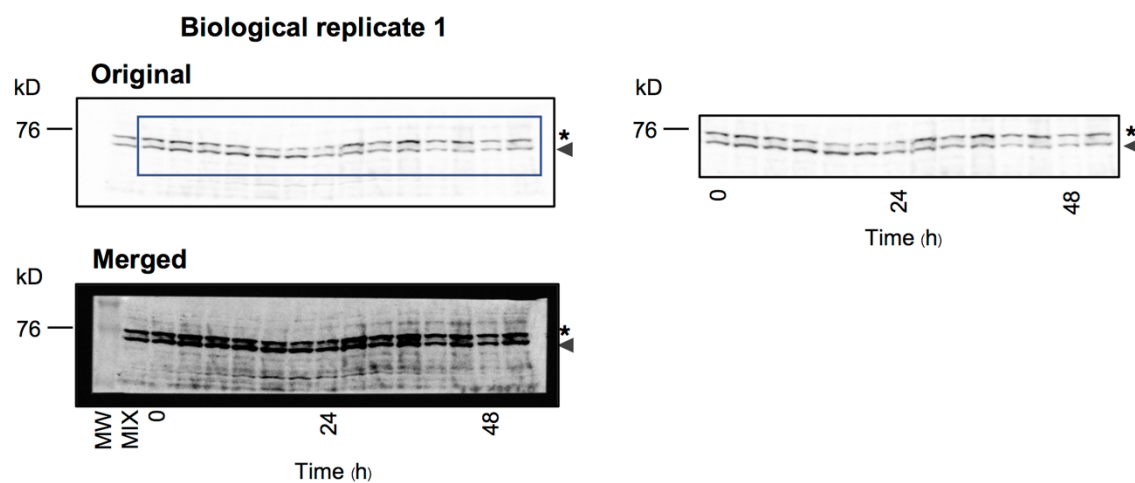 Biological replicate 1
Original
kD
76
*
Merged
kD
76
*
MW
MIX
0
24
48
Time (h)
76
*
0
24
48
Time (h)
kD